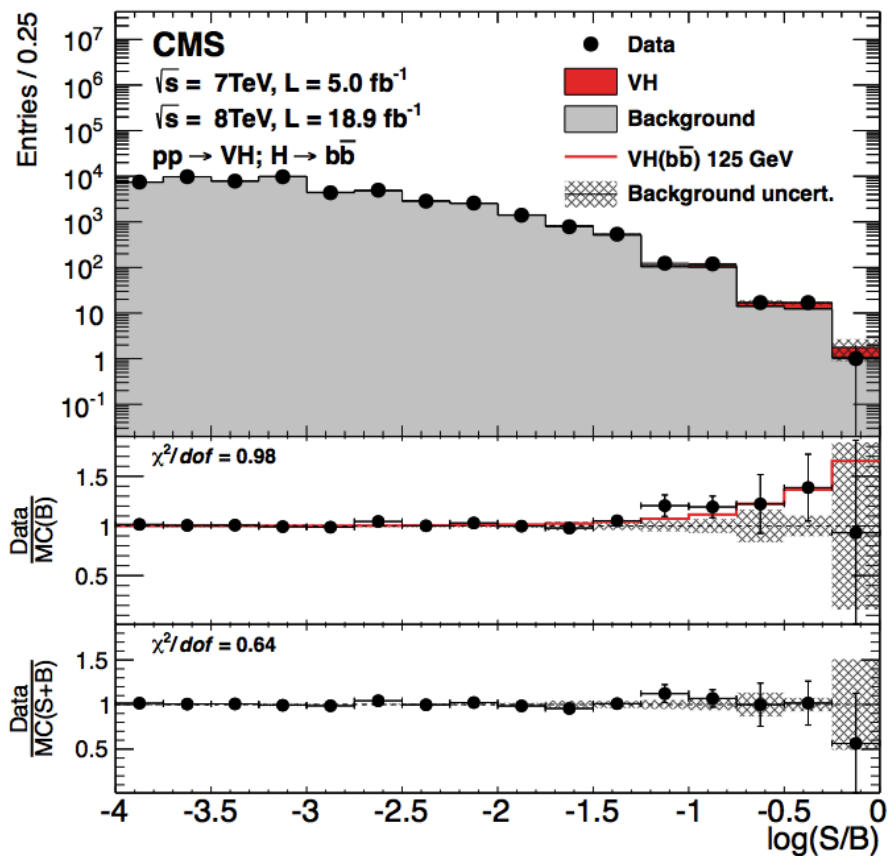 CMS
√s = 7TeV, L = 5.0 fb⁻¹
√s = 8TeV, L = 18.9 fb⁻¹
pp → VH; H → bb̅
Data
VH
Background
VH(bb̅) 125 GeV
Background uncert.
Entries / 0.25
10⁷
10⁶
10⁵
10⁴
10³
10²
10
1
10⁻¹
χ²/dof = 0.98
Data
MC(B)
1.5
1
0.5
χ²/dof = 0.64
Data
MC(S+B)
1.5
1
0.5
-4 -3.5 -3 -2.5 -2 -1.5 -1 -0.5 0
log(S/B)